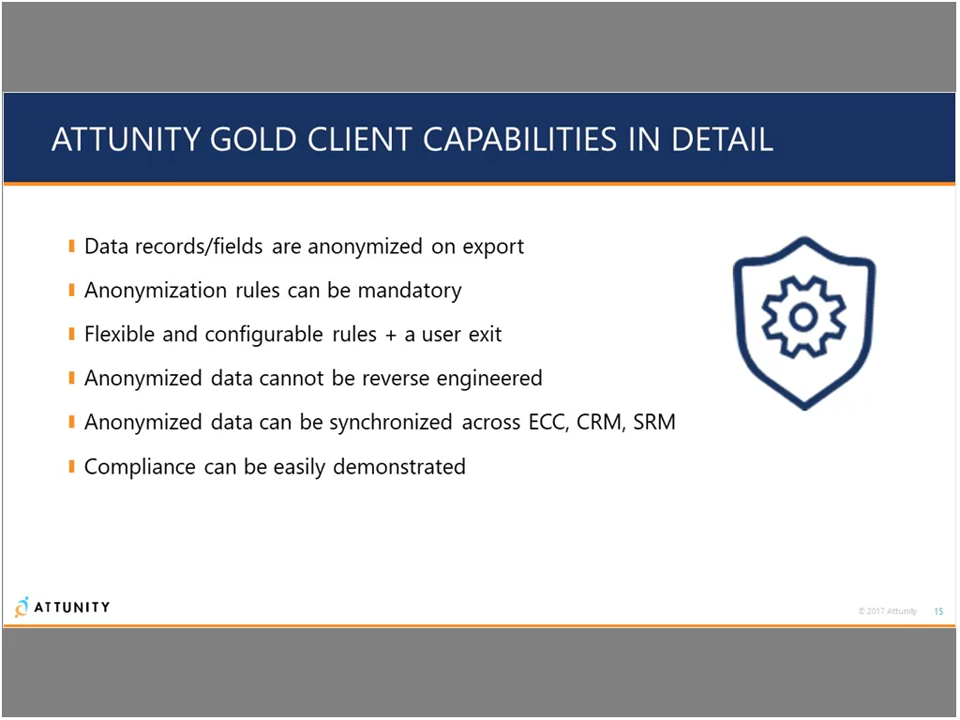 ATTUNITY GOLD CLIENT CAPABILITIES IN DETAIL
Data records/fields are anonymized on export
Anonymization rules can be mandatory
Flexible and configurable rules + a user exit
Anonymized data cannot be reverse engineered
Anonymized data can be synchronized across ECC, CRM, SRM
Compliance can be easily demonstrated
ATTUNITY
© 2017 Attunity 15